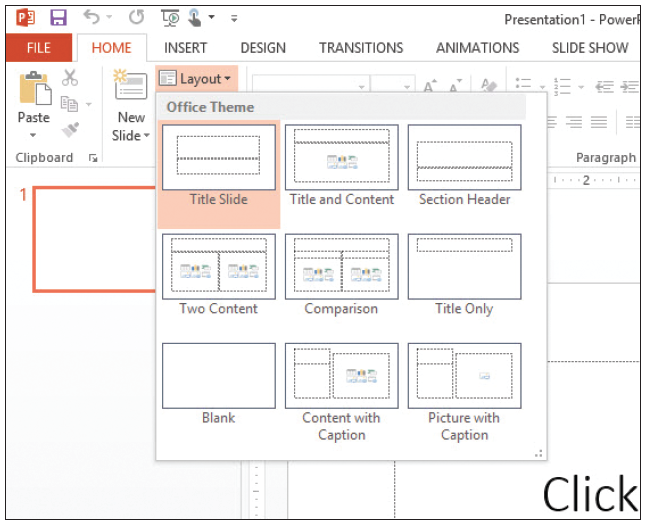 Presentation1 - PowerP
FILE HOME INSERT DESIGN TRANSITIONS ANIMATIONS SLIDE SHOW
Layout
Paste New Slide
Clipboard Paragraph
Office Theme
Title Slide Title and Content Section Header
Two Content Comparison Title Only
Blank Content with Caption Picture with Caption
1
2
Click